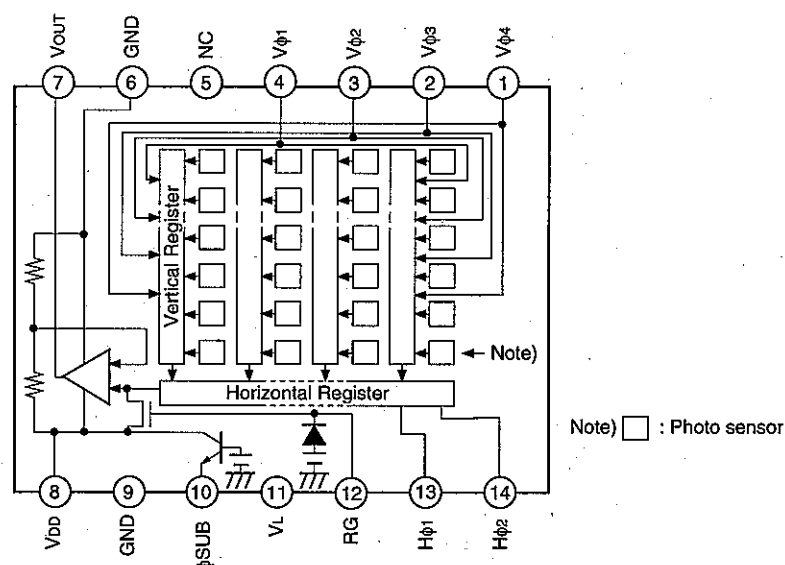 VOUT
GND
NC
Vφ1
Vφ2
Vφ3
Vφ4
7
6
5
4
3
2
1
Vertical Register
Note)
Horizontal Register
Note) : Photo sensor
8
9
10
11
12
13
14
VDD
GND
φSUB
VL
RG
Hφ1
Hφ2